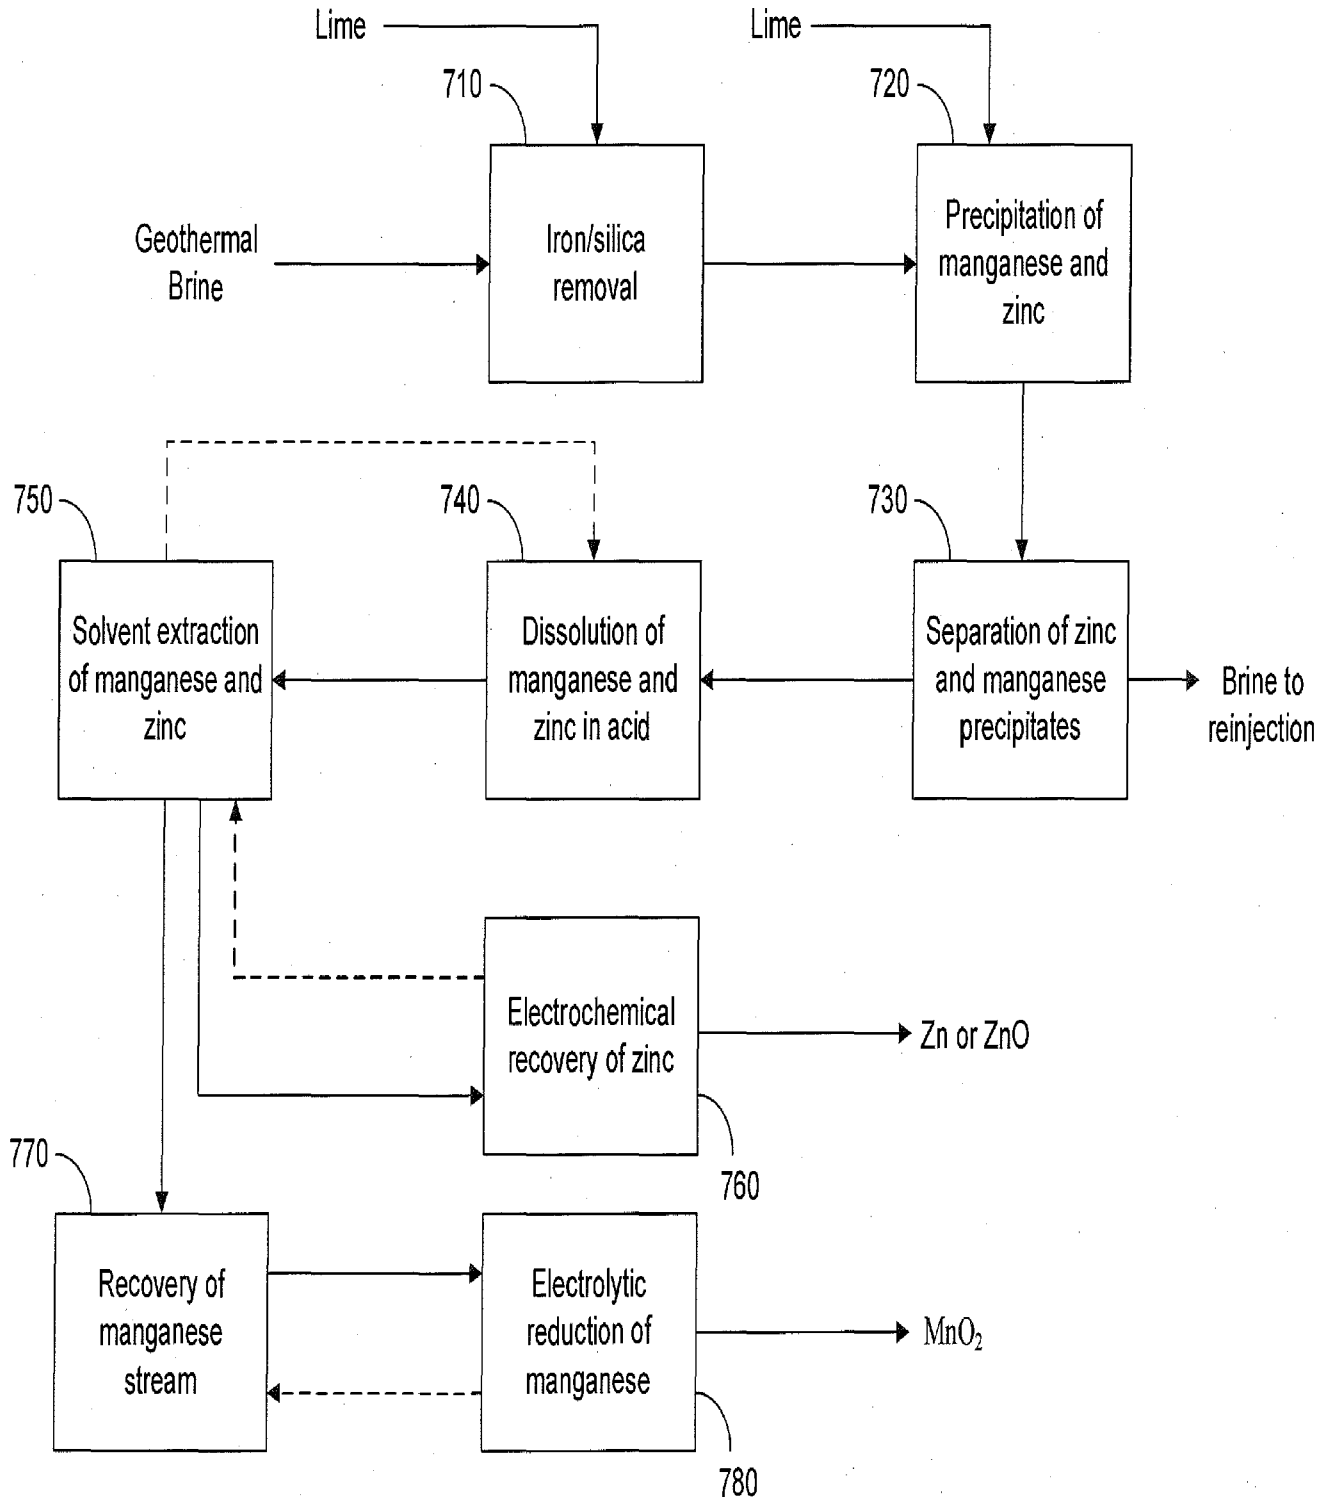 Lime
Lime
710
720
Geothermal
Brine
Iron/silica
removal
Precipitation of
manganese and
zinc
750
740
730
Solvent extraction
of manganese and
zinc
Dissolution of
manganese and
zinc in acid
Separation of zinc
and manganese
precipitates
Brine to
reinjection
Electrochemical
recovery of zinc
Zn or ZnO
760
770
Recovery of
manganese
stream
Electrolytic
reduction of
manganese
MnO₂
780